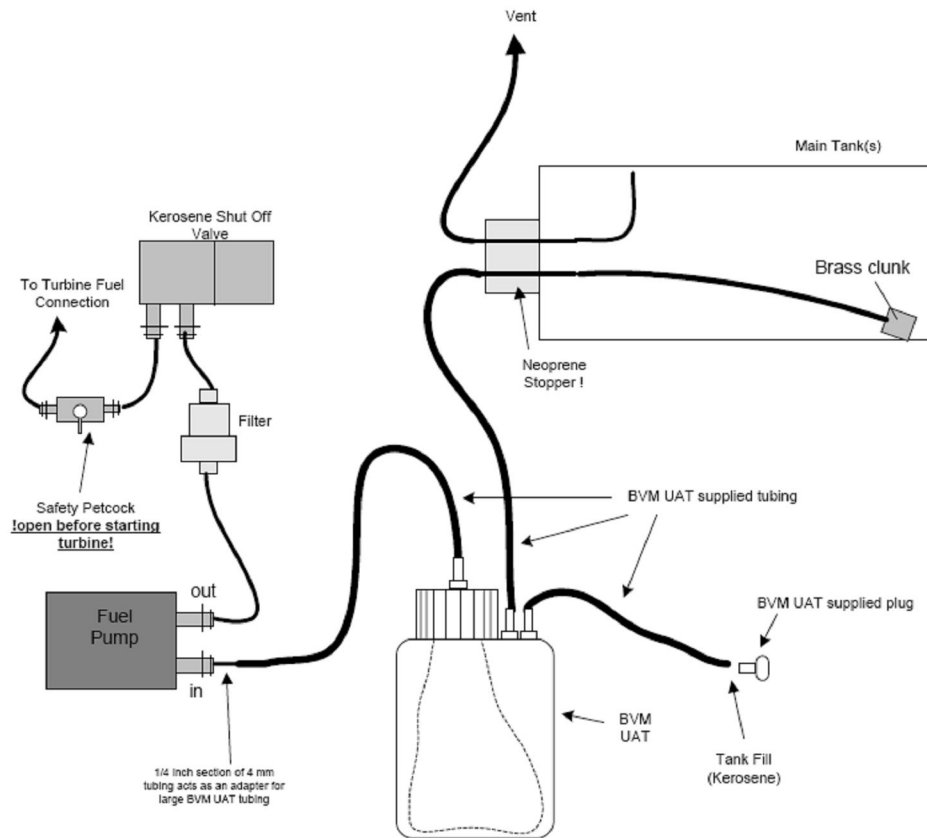 Vent
Main Tank(s)
Kerosene Shut Off
Valve
To Turbine Fuel
Connection
Brass clunk
Neoprene
Stopper !
Filter
Safety Petcock
!open before starting
turbine!
BVM UAT supplied tubing
out
Fuel
Pump
in
BVM UAT supplied plug
BVM
UAT
Tank Fill
(Kerosene)
1/4 Inch section of 4 mm
tubing acts as an adapter for
large BVM UAT tubing